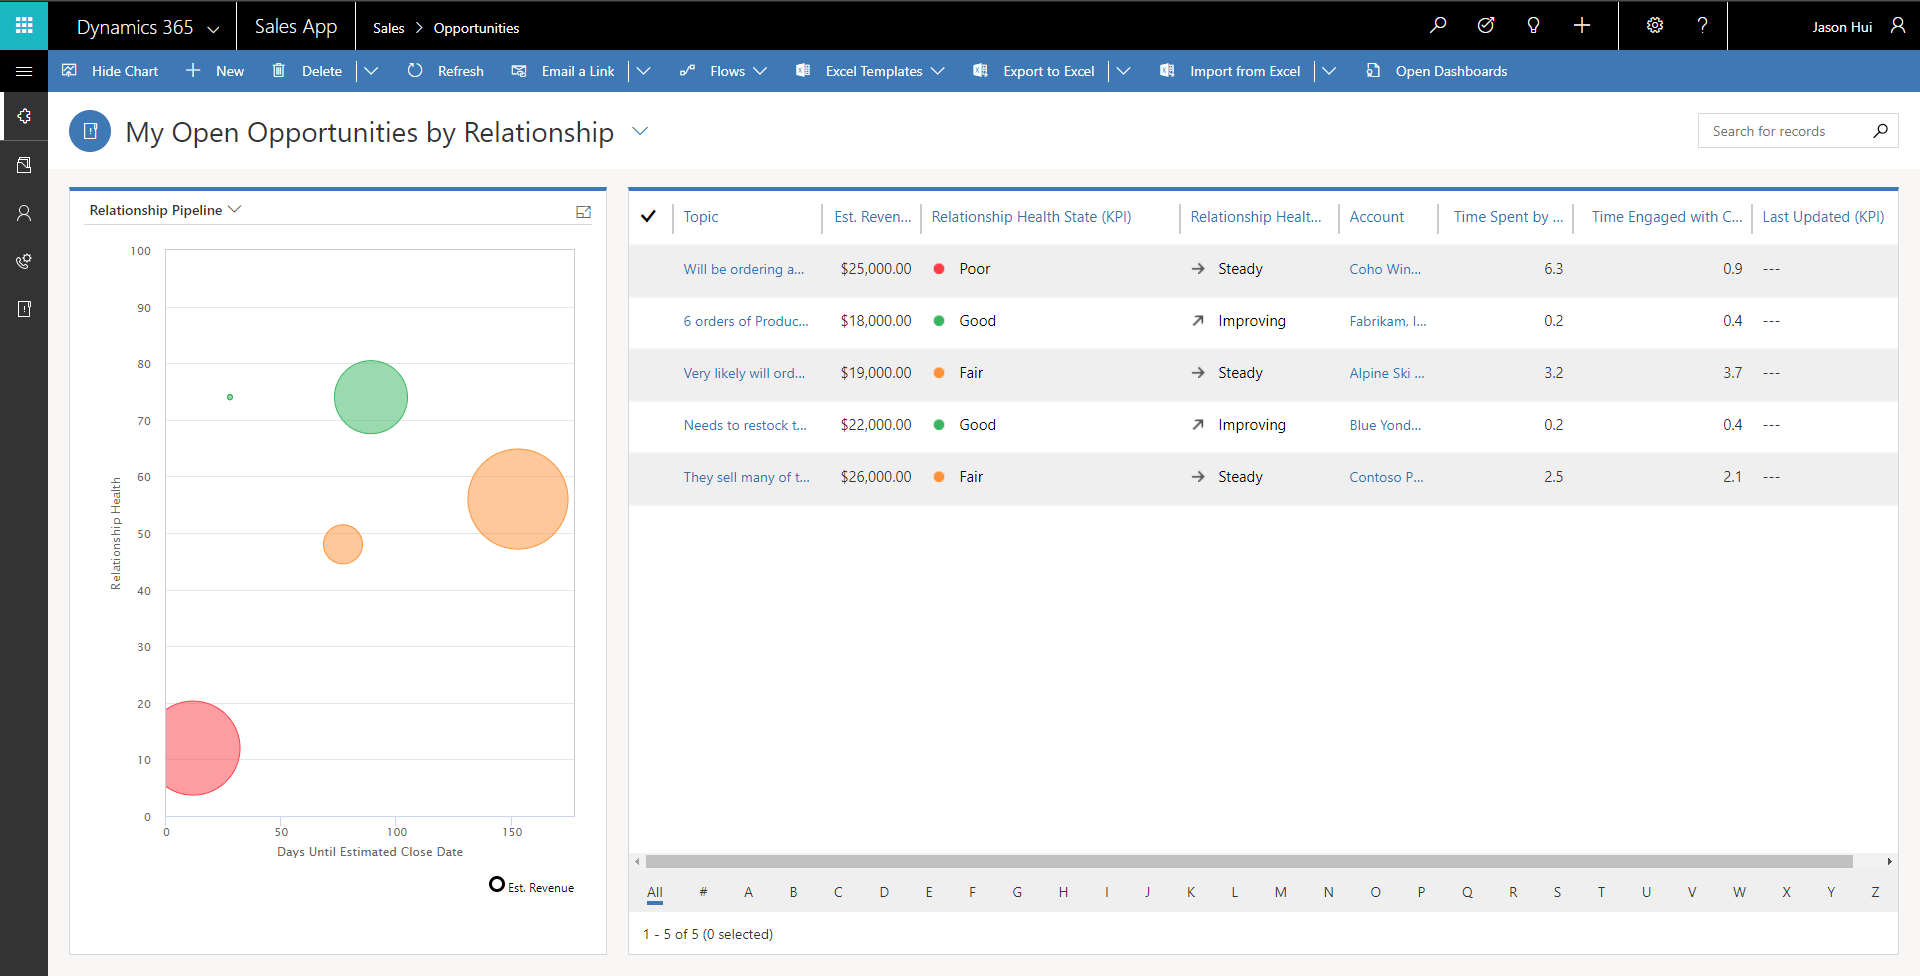 Dynamics 365 Sales App Sales > Opportunities Jason Hui
Hide Chart New Delete Refresh Email a Link Flows Excel Templates Export to Excel Import from Excel Open Dashboards
My Open Opportunities by Relationship
Search for records
Relationship Pipeline
100
90
80
70
60
50
40
30
20
10
0
Relationship Health
0 50 100 150
Days Until Estimated Close Date
Est. Revenue
Topic Est. Reven... Relationship Health State (KPI) Relationship Healt... Account Time Spent by ... Time Engaged with C... Last Updated (KPI)
Will be ordering a... $25,000.00 Poor Steady Coho Win... 6.3 0.9 ---
6 orders of Produc... $18,000.00 Good Improving Fabrikam, I... 0.2 0.4 ---
Very likely will ord... $19,000.00 Fair Steady Alpine Ski ... 3.2 3.7 ---
Needs to restock t... $22,000.00 Good Improving Blue Yond... 0.2 0.4 ---
They sell many of t... $26,000.00 Fair Steady Contoso P... 2.5 2.1 ---
All # A B C D E F G H I J K L M N O P Q R S T U V W X Y Z
1 - 5 of 5 (0 selected)